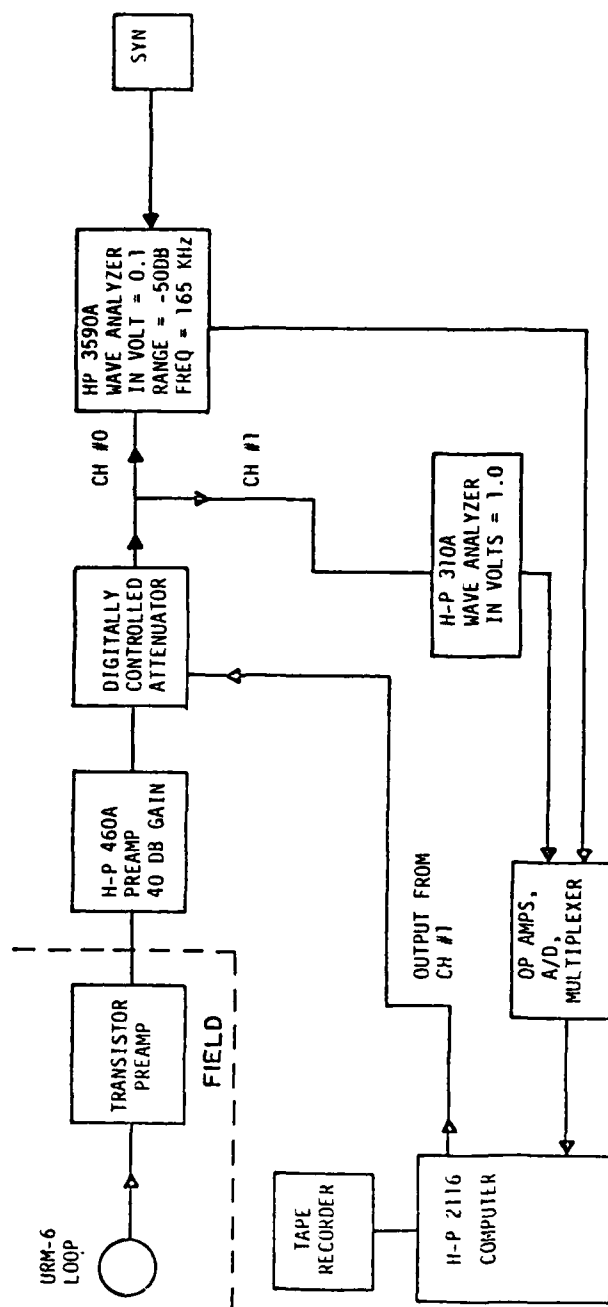 URM-6
LOOP
TRANSISTOR
PREAMP
FIELD
H-P 460A
PREAMP
40 DB GAIN
DIGITALLY
CONTROLLED
ATTENUATOR
CH #0
CH #1
HP 3590A
WAVE ANALYZER
IN VOLT = 0.1
RANGE = -50DB
FREQ = 165 KHz
SYN
H-P 310A
WAVE ANALYZER
IN VOLTS = 1.0
OUTPUT FROM
CH #1
TAPE
RECORDER
H-P 2116
COMPUTER
OP AMPS,
A/D,
MULTIPLEXER